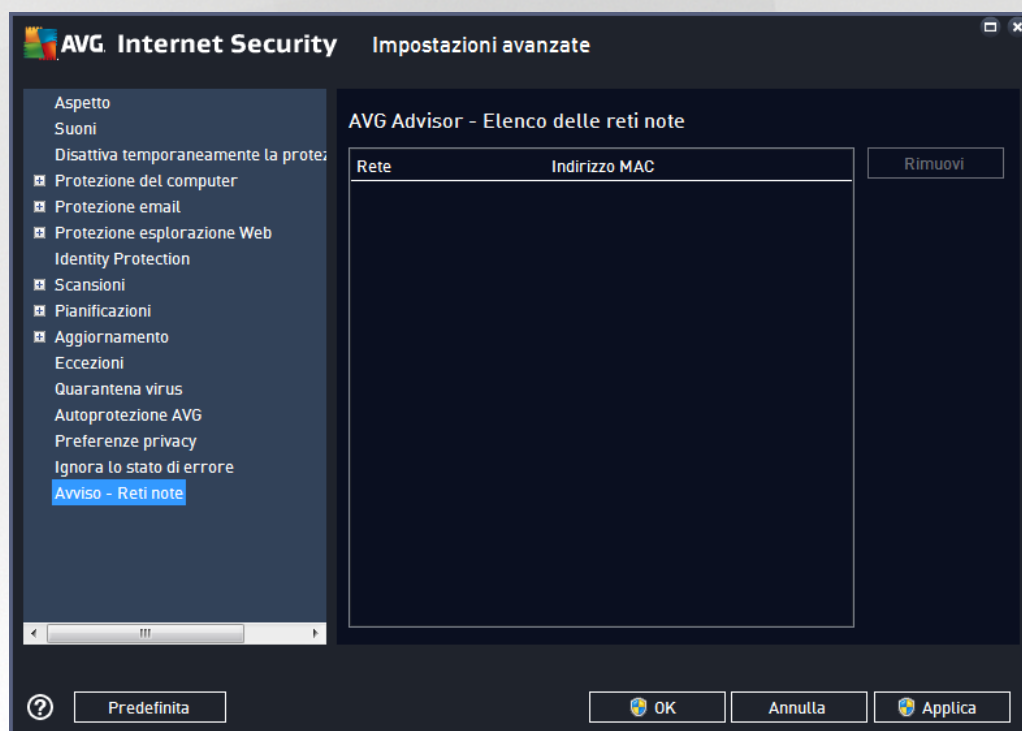 AVG. Internet Security Impostazioni avanzate
Aspetto
Suoni
Disattiva temporaneamente la protez
Protezione del computer
Protezione email
Protezione esplorazione Web
Identity Protection
Scansioni
Pianificazioni
Aggiornamento
Eccezioni
Quarantena virus
Autoprotezione AVG
Preferenze privacy
Ignora lo stato di errore
Avviso - Reti note
AVG Advisor - Elenco delle reti note
Rete Indirizzo MAC
Rimuovi
Predefinita
OK
Annulla
Applica